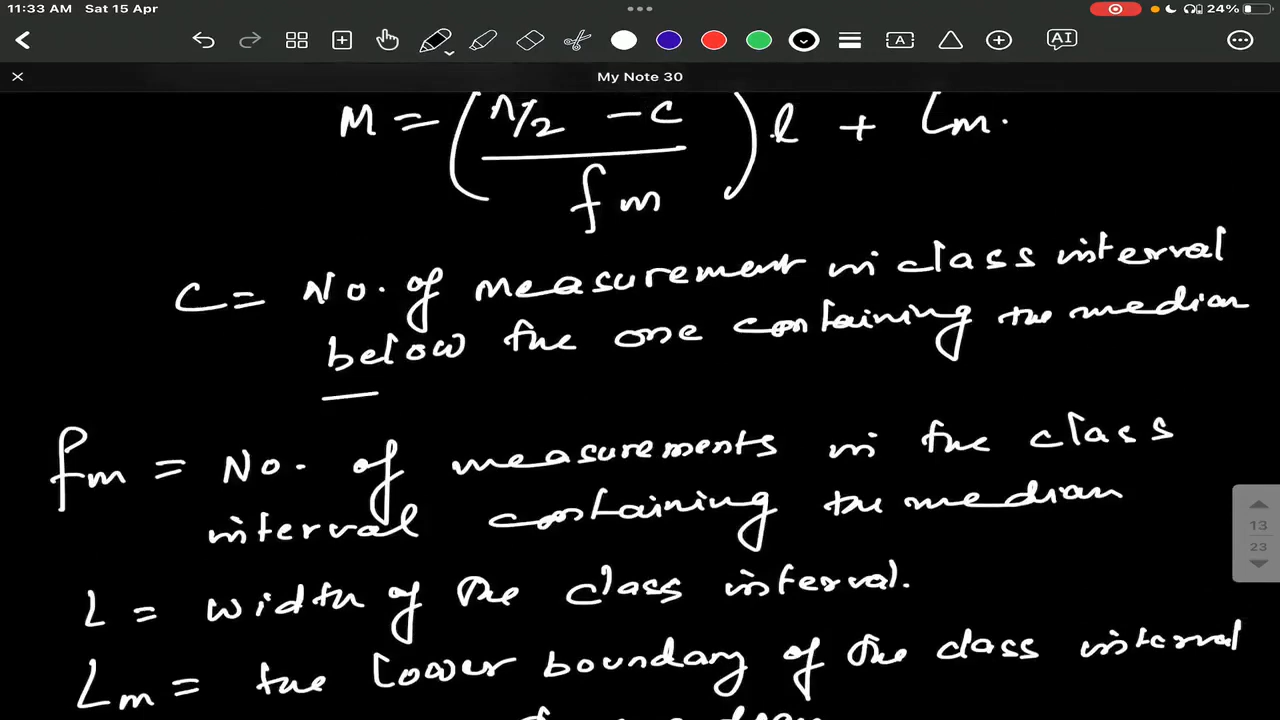 11:33 AM Sat 15 Apr
24%
A
AI
My Note 30
M = (n/2 - c / fm) l + Lm.
C = No. of measurement in class interval
below the one containing the median
fm = No. of measurements in the class
interval containing the median
L = width of the class interval.
Lm = the lower boundary of the class interval
13
23